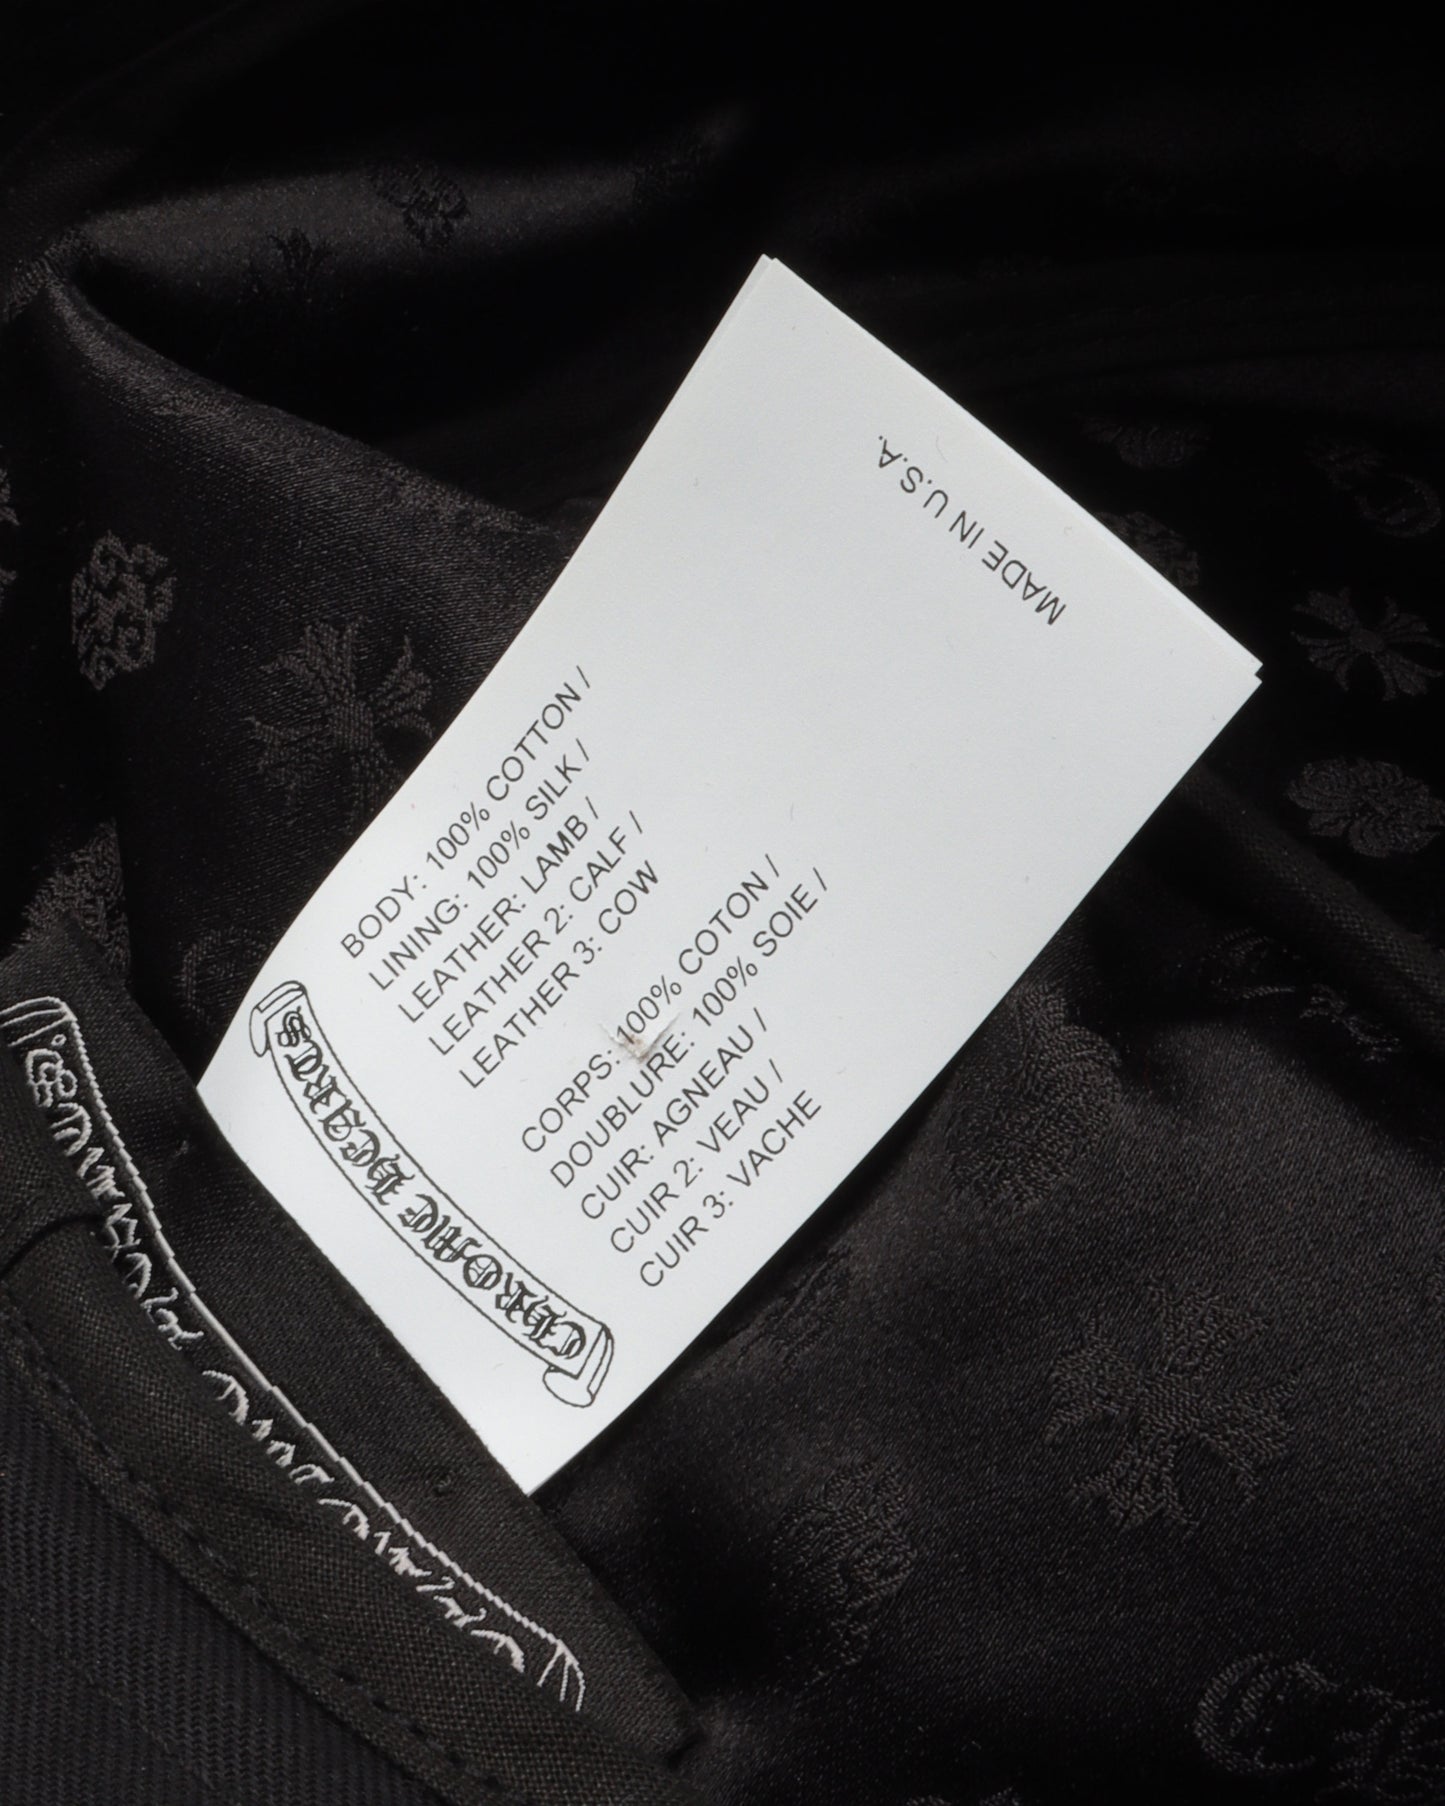 CHROME HEARTS
BODY: 100% COTTON /
LINING: 100% SILK /
LEATHER: LAMB /
LEATHER 2: CALF /
LEATHER 3: COW
CORPS: 100% COTON /
DOUBLURE: 100% SOIE /
CUIR: AGNEAU /
CUIR 2: VEAU /
CUIR 3: VACHE
MADE IN U.S.A.